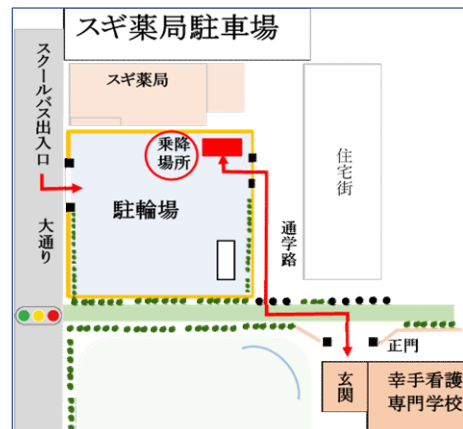 スギ薬局駐車場
スクールバス出入口
スギ薬局
乗降
場所
住宅街
駐輪場
大通り
通学路
正門
玄関
幸手看護
専門学校